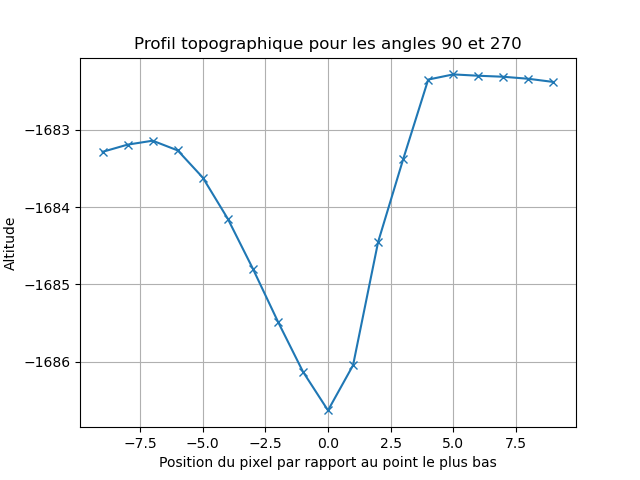 Profil topographique pour les angles 90 et 270
Altitude
−1683
−1684
−1685
−1686
−7.5 −5.0 −2.5 0.0 2.5 5.0 7.5
Position du pixel par rapport au point le plus bas